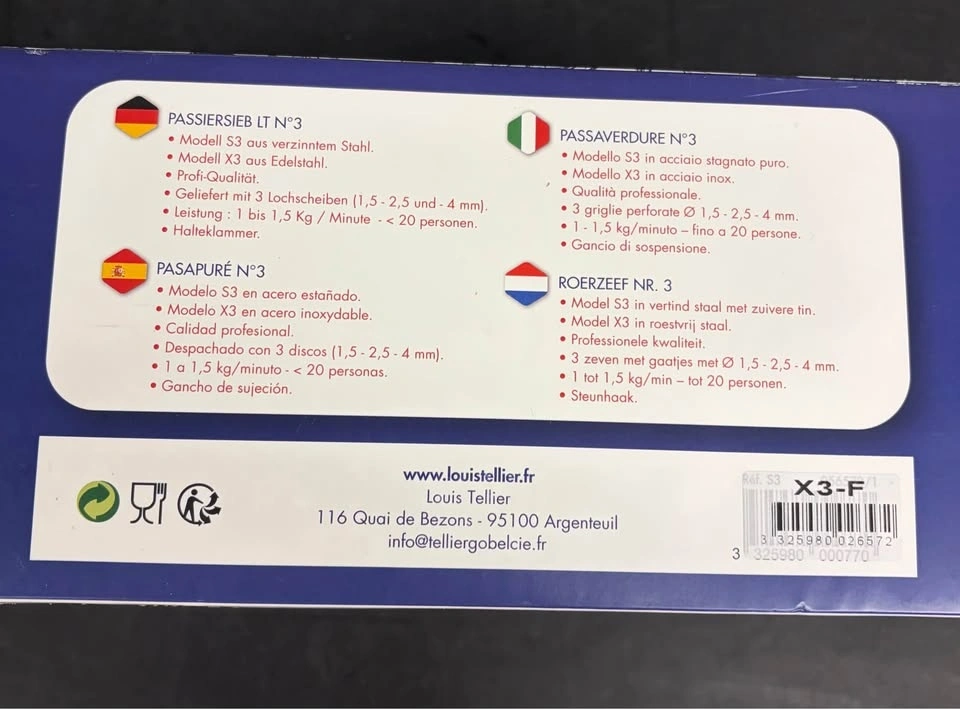 PASSIERSIEB LT N°3
• Modell S3 aus verzinntem Stahl.
• Modell X3 aus Edelstahl.
• Profi-Qualität.
• Geliefert mit 3 Lochscheiben (1,5 - 2,5 und - 4 mm).
• Leistung : 1 bis 1,5 Kg / Minute - < 20 personen.
• Halteklammer.
PASAPURÉ N°3
• Modelo S3 en acero estañado.
• Modelo X3 en acero inoxydable.
• Calidad profesional.
• Despachado con 3 discos (1,5 - 2,5 - 4 mm).
• 1 a 1,5 kg/minuto - < 20 personas.
• Gancho de sujeción.
PASSAVERDURE N°3
• Modello S3 in acciaio stagnato puro.
• Modello X3 in acciaio inox.
• Qualità professionale.
• 3 griglie perforate Ø 1,5 - 2,5 - 4 mm.
• 1 - 1,5 kg/minuto – fino a 20 persone.
• Gancio di sospensione.
ROERZEEF NR. 3
• Model S3 in vertind staal met zuivere tin.
• Model X3 in roestvrij staal.
• Professionele kwaliteit.
• 3 zeven met gaatjes met Ø 1,5 - 2,5 - 4 mm.
• 1 tot 1,5 kg/min – tot 20 personen.
• Steunhaak.
www.louistellier.fr
Louis Tellier
116 Quai de Bezons - 95100 Argenteuil
info@telliergobelcie.fr
Réf. S3
X3-F
3 325980 026572
3 325980 000770